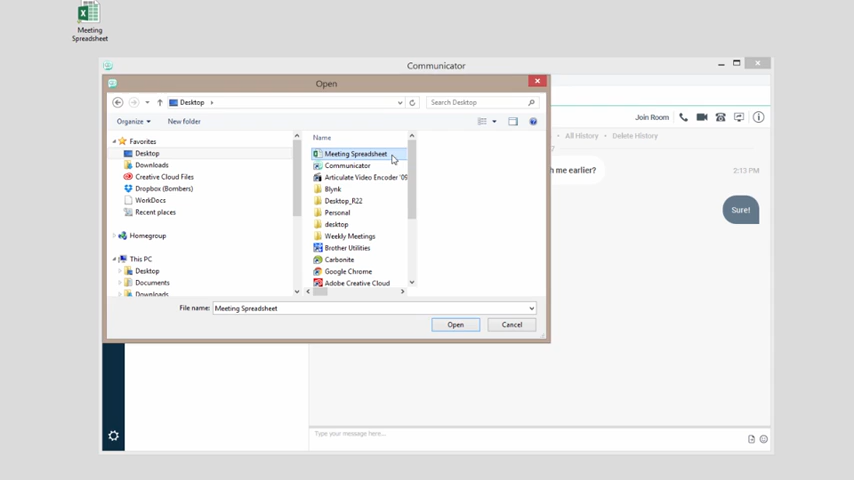 Meeting
Spreadsheet
Communicator
Open
Desktop
Search Desktop
Organize
New folder
Favorites
Desktop
Downloads
Creative Cloud Files
Dropbox (Bombers)
WorkDocs
Recent places
Homegroup
This PC
Desktop
Documents
Downloads
Name
Meeting Spreadsheet
Communicator
Articulate Video Encoder '09
Blynk
Desktop_R22
Personal
desktop
Weekly Meetings
Brother Utilities
Carbonite
Google Chrome
Adobe Creative Cloud
File name: Meeting Spreadsheet
Open
Cancel
Join Room
All History • Delete History
me earlier?
2:13 PM
Sure!
Type your message here...